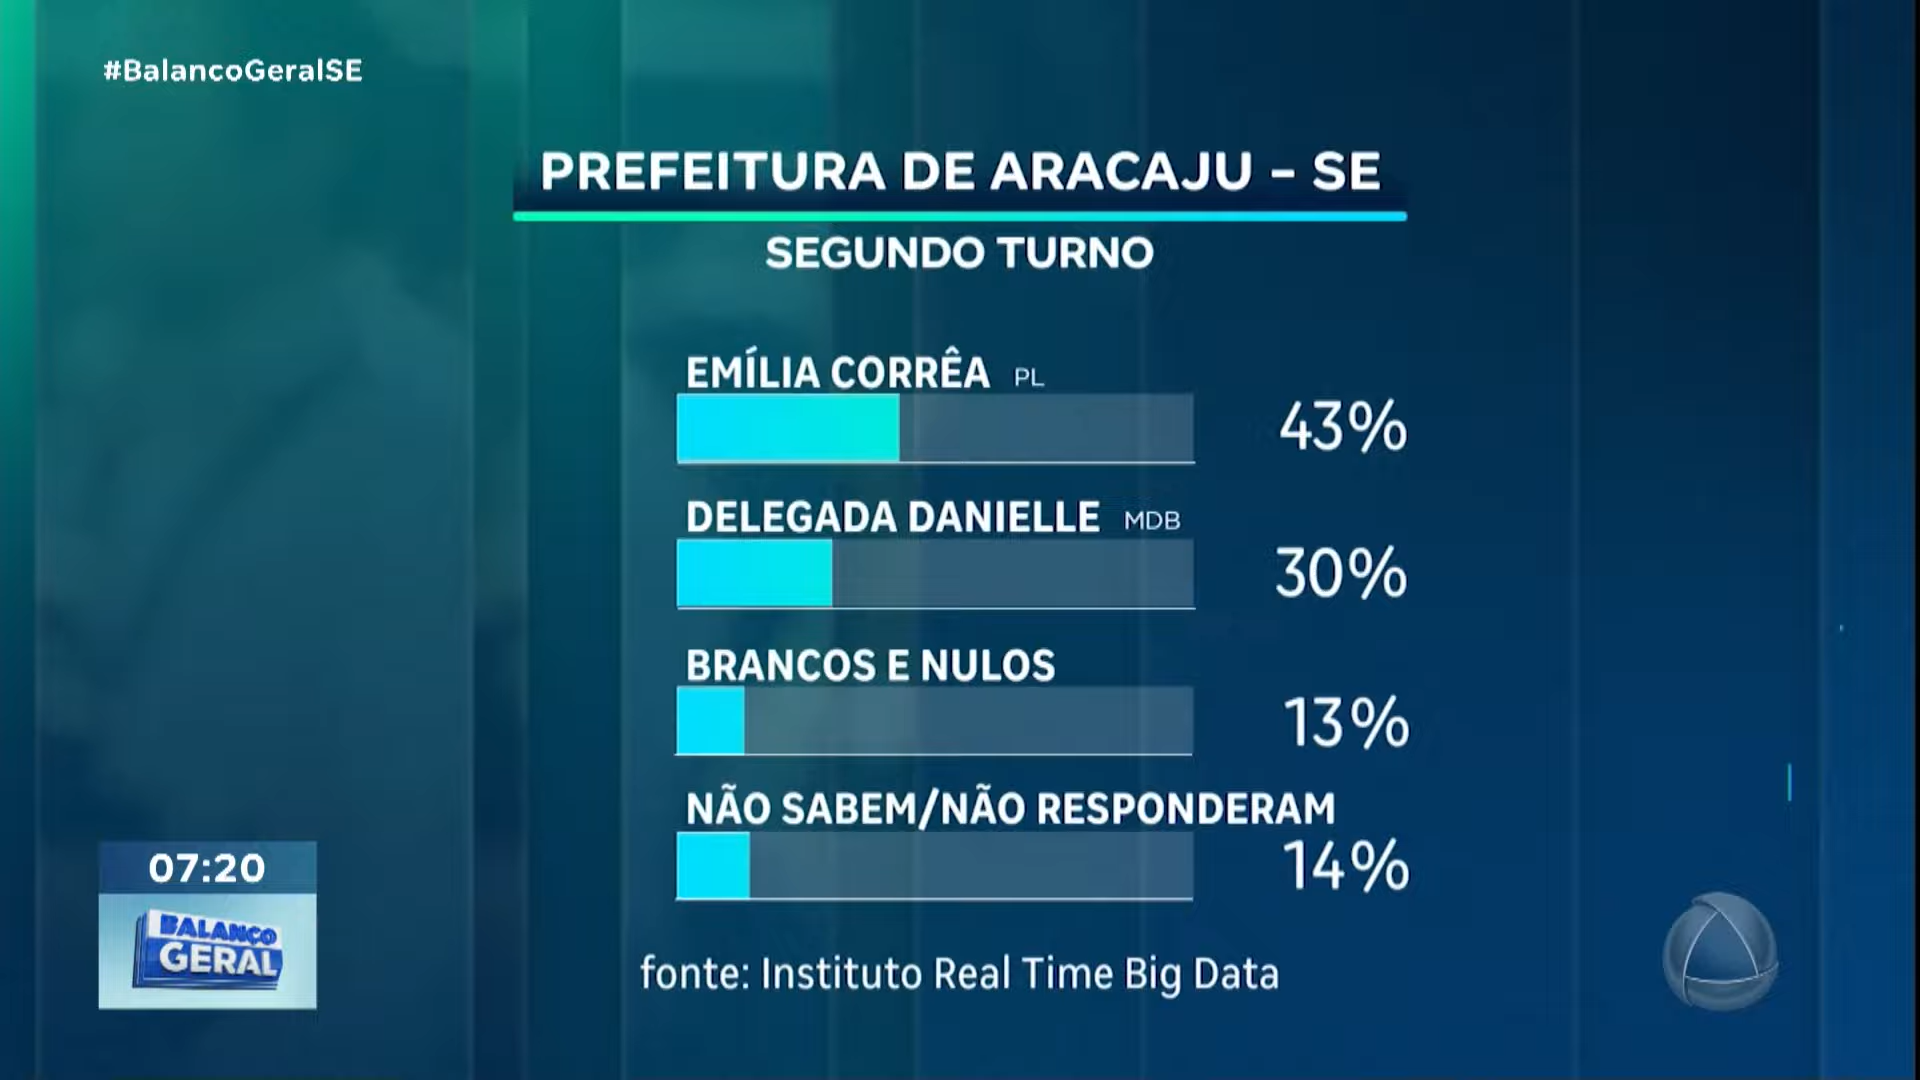 #BalancoGeralSE
PREFEITURA DE ARACAJU – SE
SEGUNDO TURNO
EMÍLIA CORRÊA PL
43%
DELEGADA DANIELLE MDB
30%
BRANCOS E NULOS
13%
NÃO SABEM/NÃO RESPONDERAM
14%
07:20
BALANÇO
GERAL
fonte: Instituto Real Time Big Data